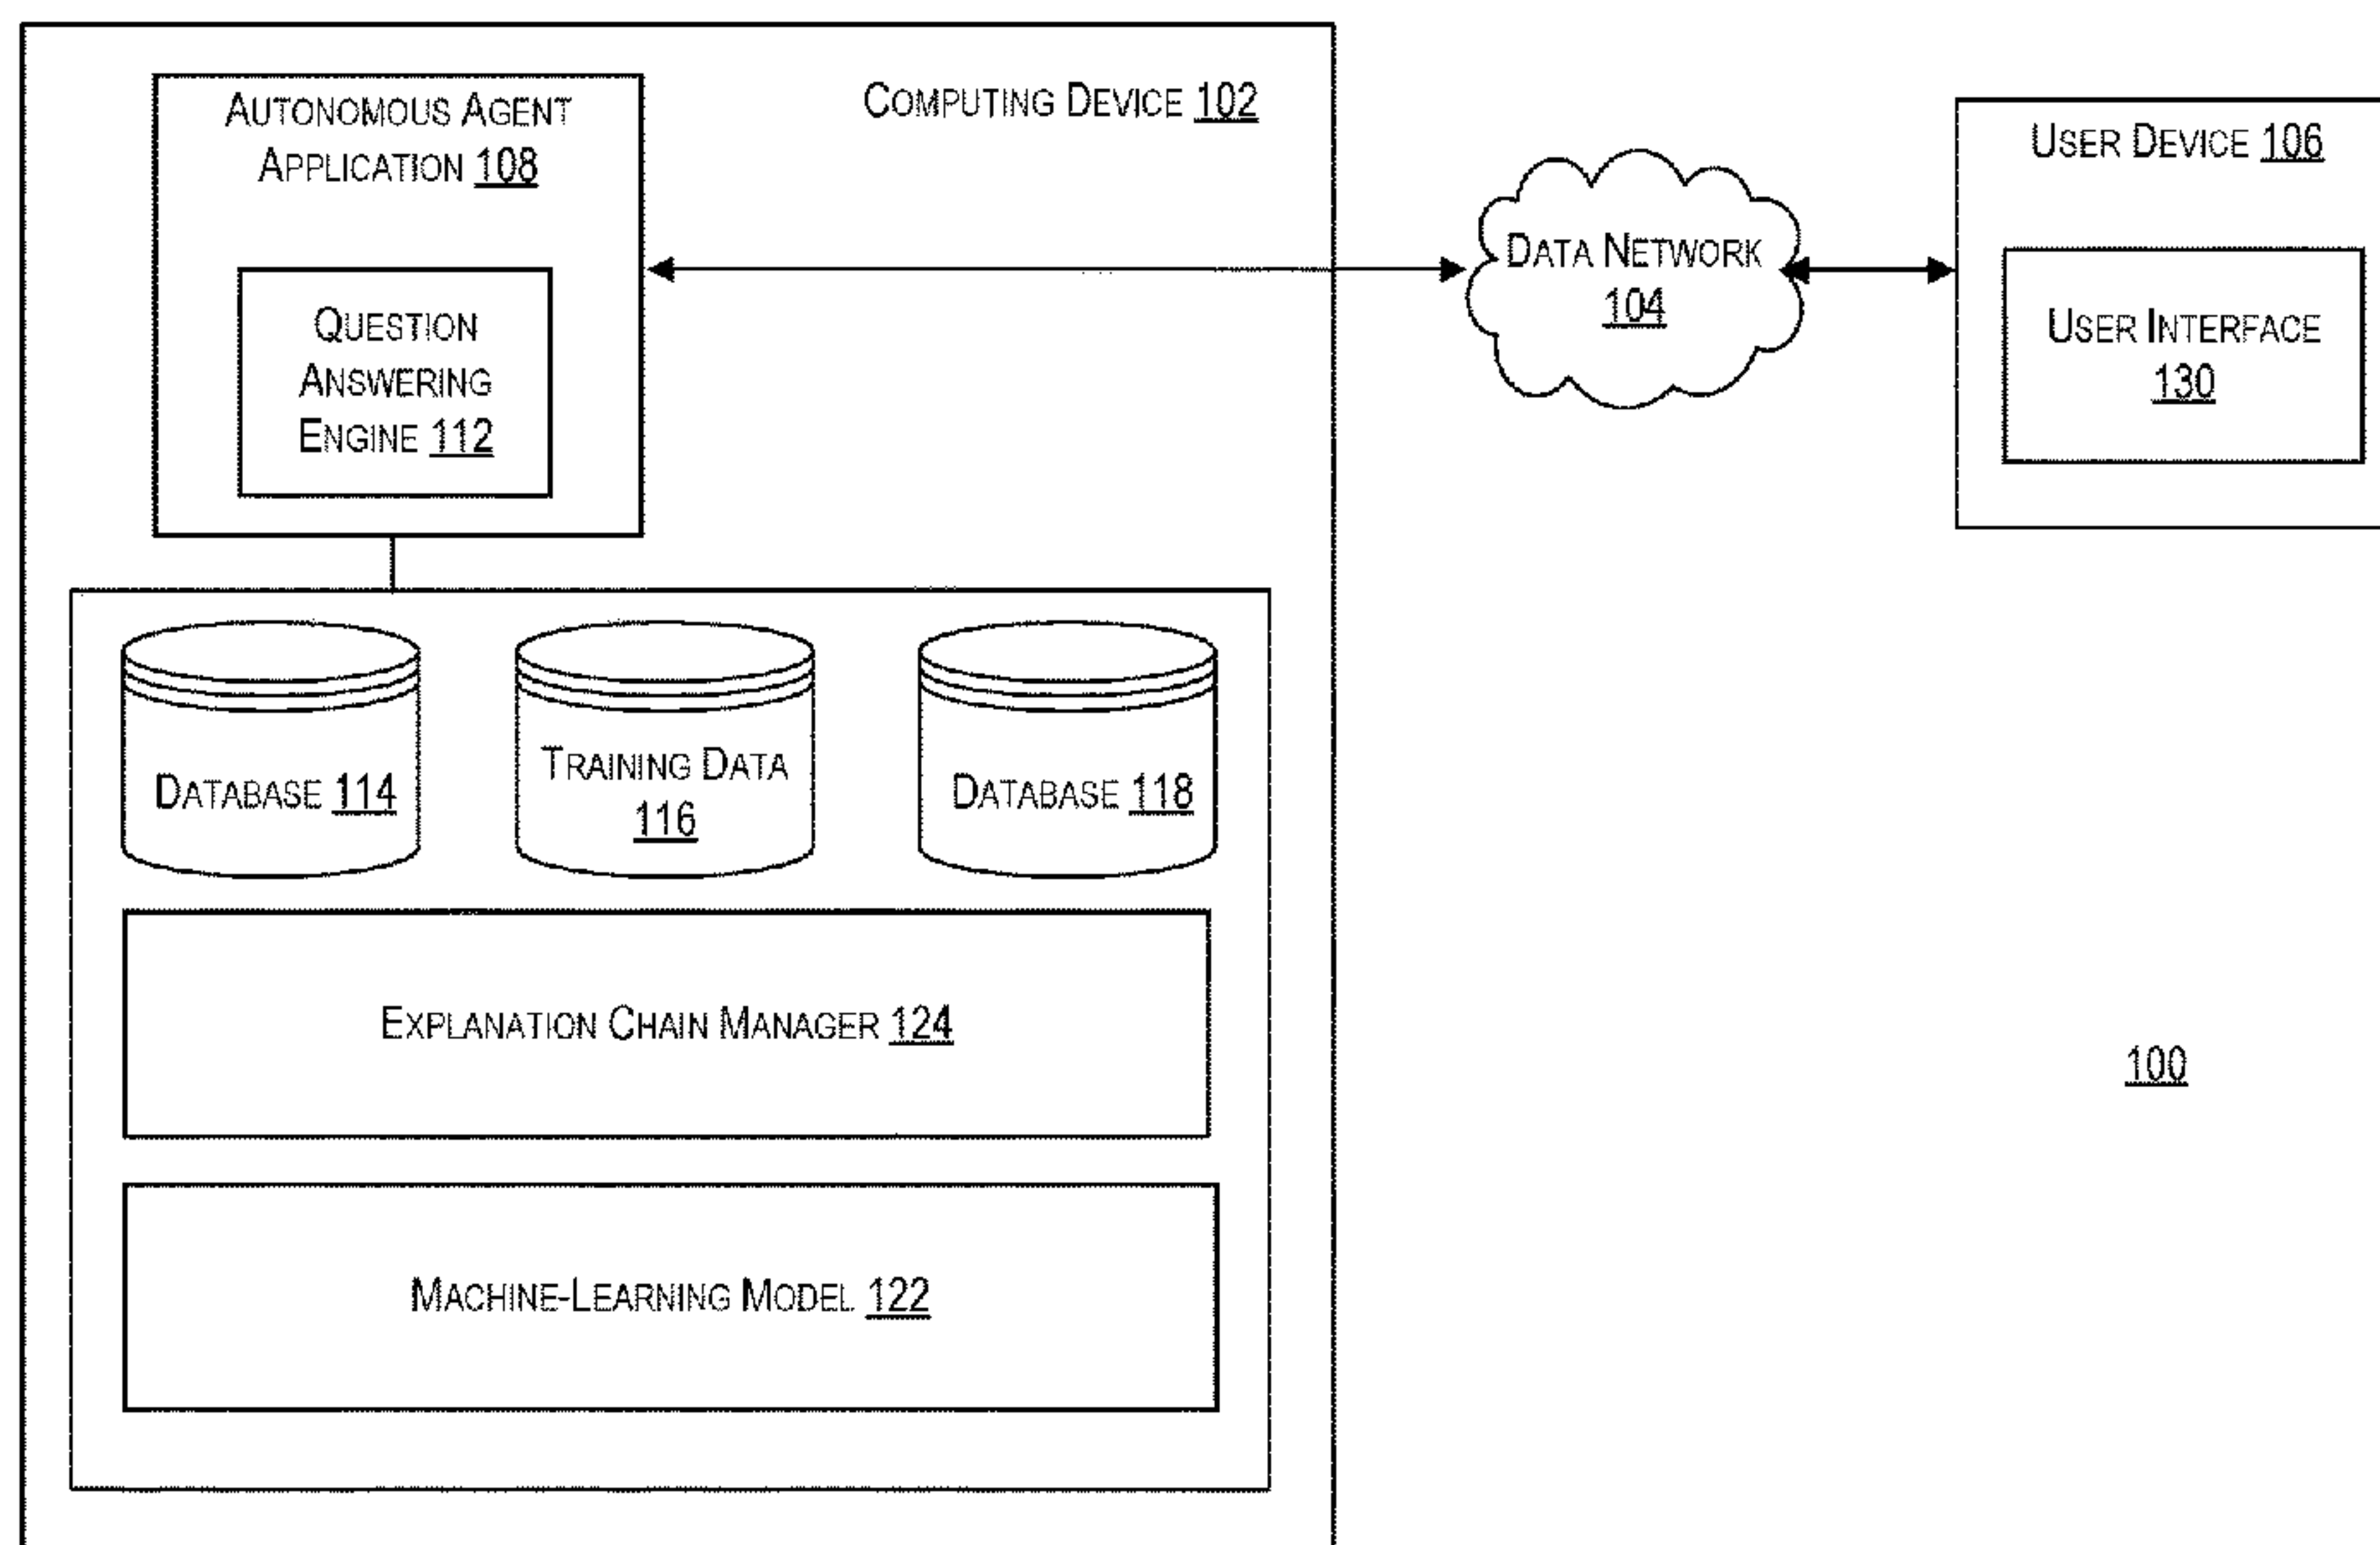 AUTONOMOUS AGENT
APPLICATION 108
QUESTION
ANSWERING
ENGINE 112
COMPUTING DEVICE 102
DATA NETWORK
104
USER DEVICE 106
USER INTERFACE
130
DATABASE 114
TRAINING DATA
116
DATABASE 118
EXPLANATION CHAIN MANAGER 124
MACHINE-LEARNING MODEL 122
100